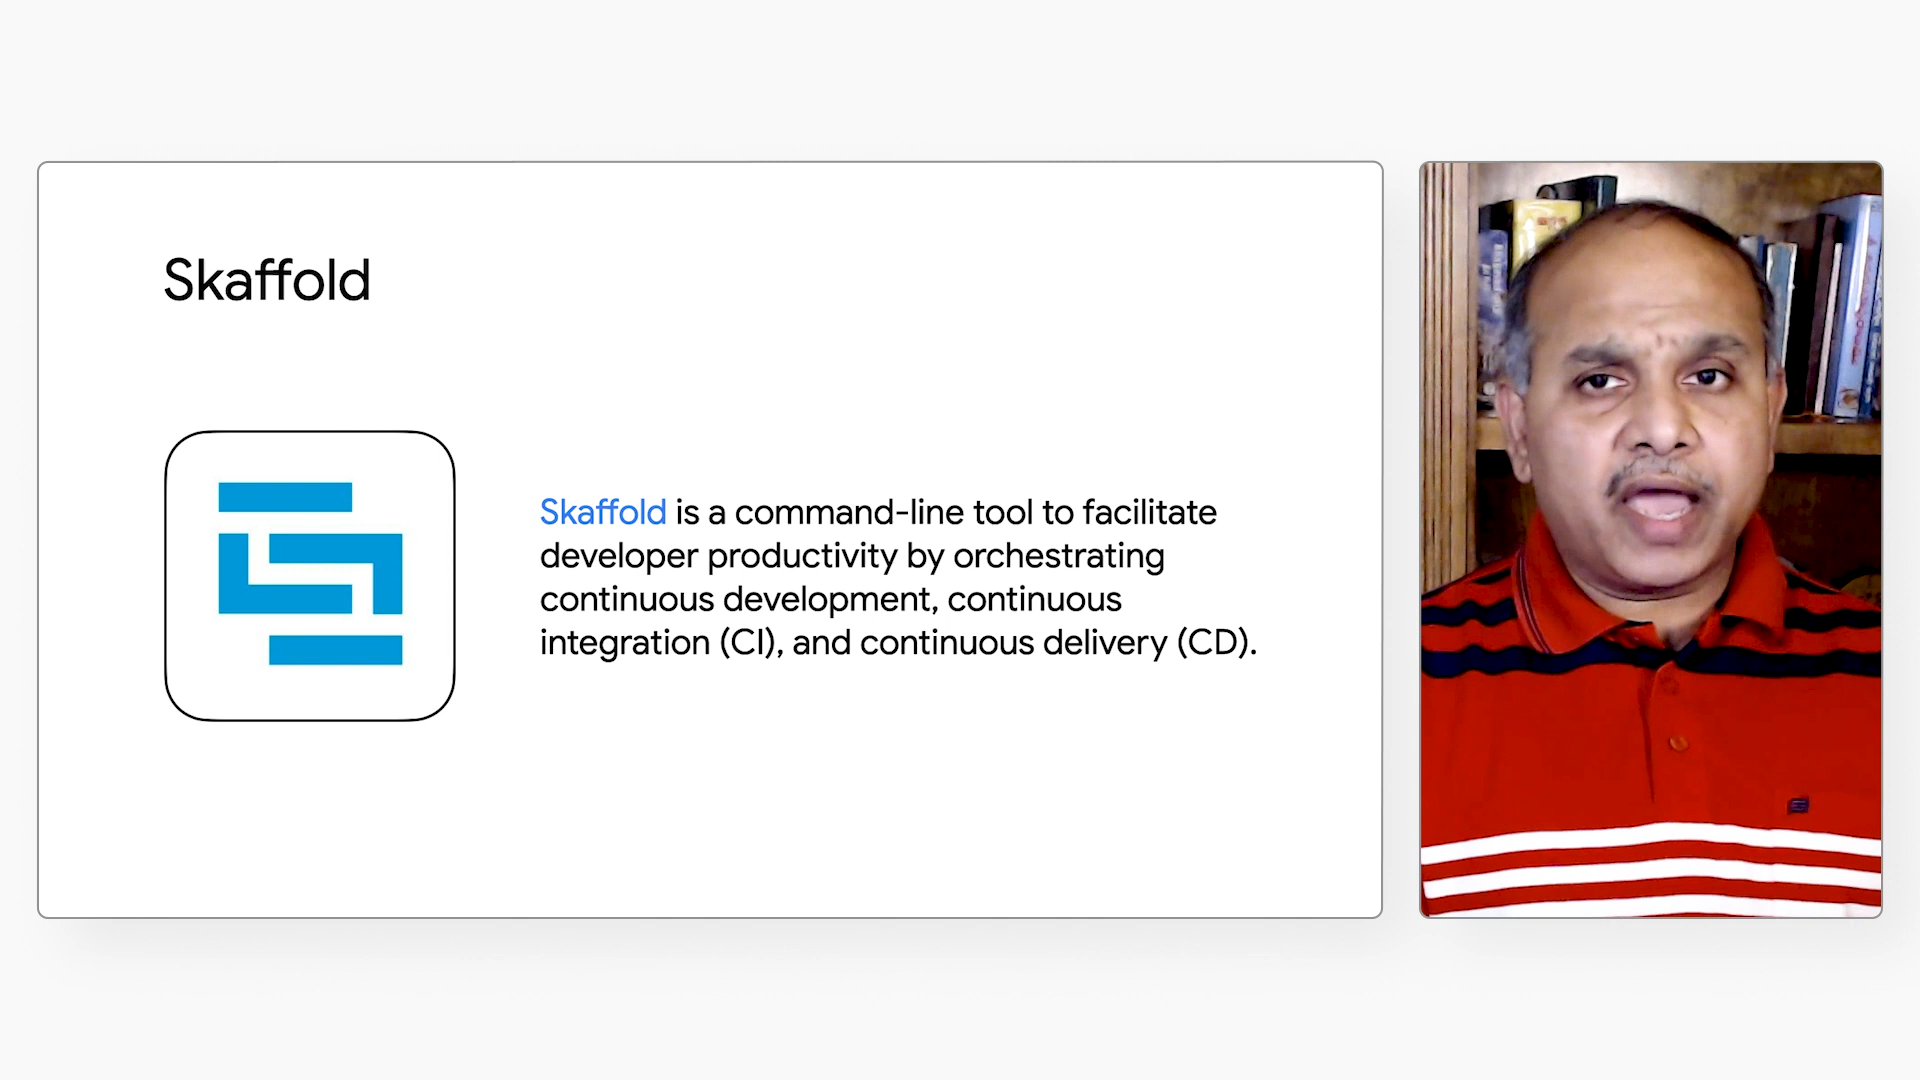 Skaffold
Skaffold is a command-line tool to facilitate
developer productivity by orchestrating
continuous development, continuous
integration (CI), and continuous delivery (CD).